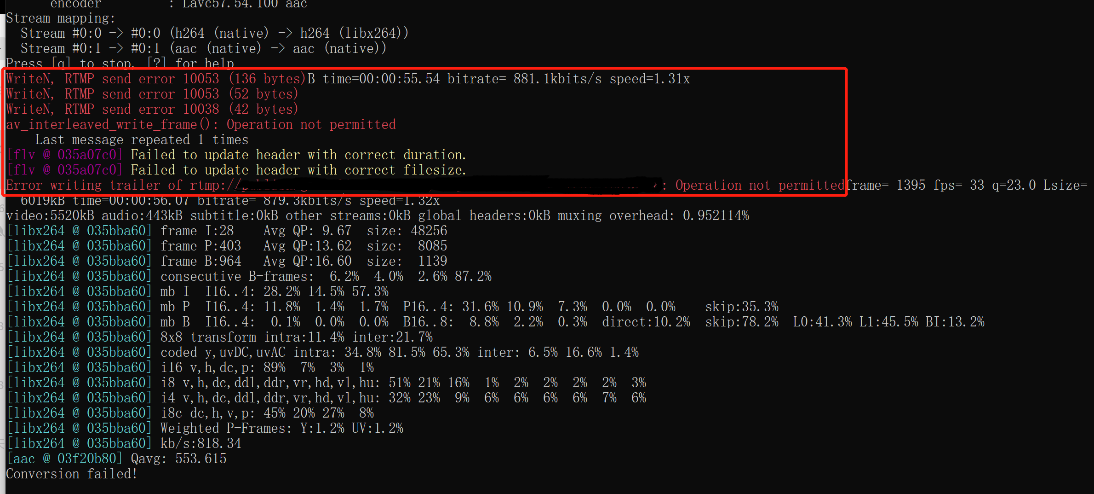 encoder         : Lavc57.54.100 aac
Stream mapping:
  Stream #0:0 -> #0:0 (h264 (native) -> h264 (libx264))
  Stream #0:1 -> #0:1 (aac (native) -> aac (native))
Press [q] to stop, [?] for help
WriteN, RTMP send error 10053 (136 bytes)B time=00:00:55.54 bitrate= 881.1kbits/s speed=1.31x
WriteN, RTMP send error 10053 (52 bytes)
WriteN, RTMP send error 10038 (42 bytes)
av_interleaved_write_frame(): Operation not permitted
    Last message repeated 1 times
[flv @ 035a07c0] Failed to update header with correct duration.
[flv @ 035a07c0] Failed to update header with correct filesize.
Error writing trailer of rtmp:// : Operation not permittedframe= 1395 fps= 33 q=23.0 Lsize=
  6019kB time=00:00:56.07 bitrate= 879.3kbits/s speed=1.32x
video:5520kB audio:443kB subtitle:0kB other streams:0kB global headers:0kB muxing overhead: 0.952114%
[libx264 @ 035bba60] frame I:28    Avg QP: 9.67  size: 48256
[libx264 @ 035bba60] frame P:403   Avg QP:13.62  size:  8085
[libx264 @ 035bba60] frame B:964   Avg QP:16.60  size:  1139
[libx264 @ 035bba60] consecutive B-frames:  6.2%  4.0%  2.6% 87.2%
[libx264 @ 035bba60] mb I  I16..4: 28.2% 14.5% 57.3%
[libx264 @ 035bba60] mb P  I16..4: 11.8%  1.4%  1.7%  P16..4: 31.6% 10.9%  7.3%  0.0%  0.0%    skip:35.3%
[libx264 @ 035bba60] mb B  I16..4:  0.1%  0.0%  0.0%  B16..8:  8.8%  2.2%  0.3%  direct:10.2%  skip:78.2%  L0:41.3% L1:45.5% BI:13.2%
[libx264 @ 035bba60] 8x8 transform intra:11.4% inter:21.7%
[libx264 @ 035bba60] coded y,uvDC,uvAC intra: 34.8% 81.5% 65.3% inter: 6.5% 16.6% 1.4%
[libx264 @ 035bba60] i16 v,h,dc,p: 89%  7%  3%  1%
[libx264 @ 035bba60] i8 v,h,dc,ddl,ddr,vr,hd,vl,hu: 51% 21% 16%  1%  2%  2%  2%  2%  3%
[libx264 @ 035bba60] i4 v,h,dc,ddl,ddr,vr,hd,vl,hu: 32% 23%  9%  6%  6%  6%  6%  7%  6%
[libx264 @ 035bba60] i8c dc,h,v,p: 45% 20% 27%  8%
[libx264 @ 035bba60] Weighted P-Frames: Y:1.2% UV:1.2%
[libx264 @ 035bba60] kb/s:818.34
[aac @ 03f20b80] Qavg: 553.615
Conversion failed!